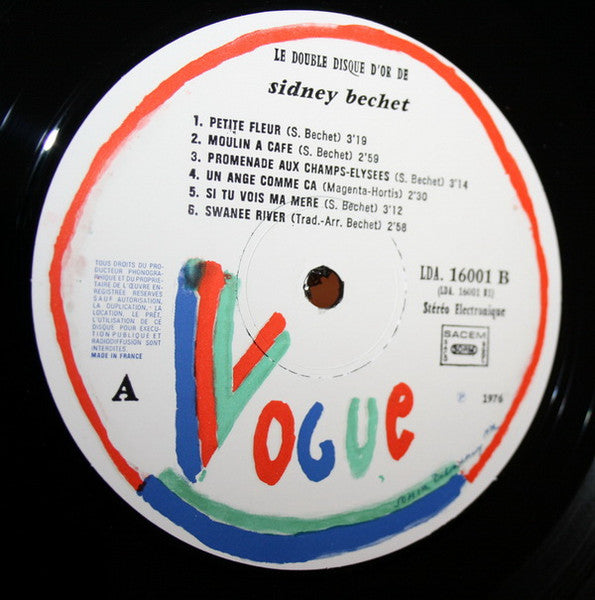 LE DOUBLE DISQUE D'OR DE
sidney bechet
1. PETITE FLEUR (S. Bechet) 3'19
2. MOULIN A CAFE (S. Bechet) 2'59
3. PROMENADE AUX CHAMPS-ELYSEES (S. Bechet) 3'14
4. UN ANGE COMME CA (Magenta-Hortis) 2'30
5. SI TU VOIS MA MERE (S. Bechet) 3'12
6. SWANEE RIVER (Trad.-Arr. Bechet) 2'58
TOUS DROITS DU PRO-
DUCTEUR PHONOGRA-
PHIQUE ET DU PROPRIE-
TAIRE DE L'ŒUVRE EN-
REGISTREE RESERVES
SAUF AUTORISATION,
LA DUPLICATION, LA
LOCATION, LE PRÊT,
L'UTILISATION DE CE
DISQUE POUR EXECU-
TION PUBLIQUE ET
RADIODIFFUSION SONT
INTERDITES.
MADE IN FRANCE
LDA. 16001 B
(LDA. 16001 B1)
Stéréo Electronique
SACEM
A
VOGUE
℗ 1976